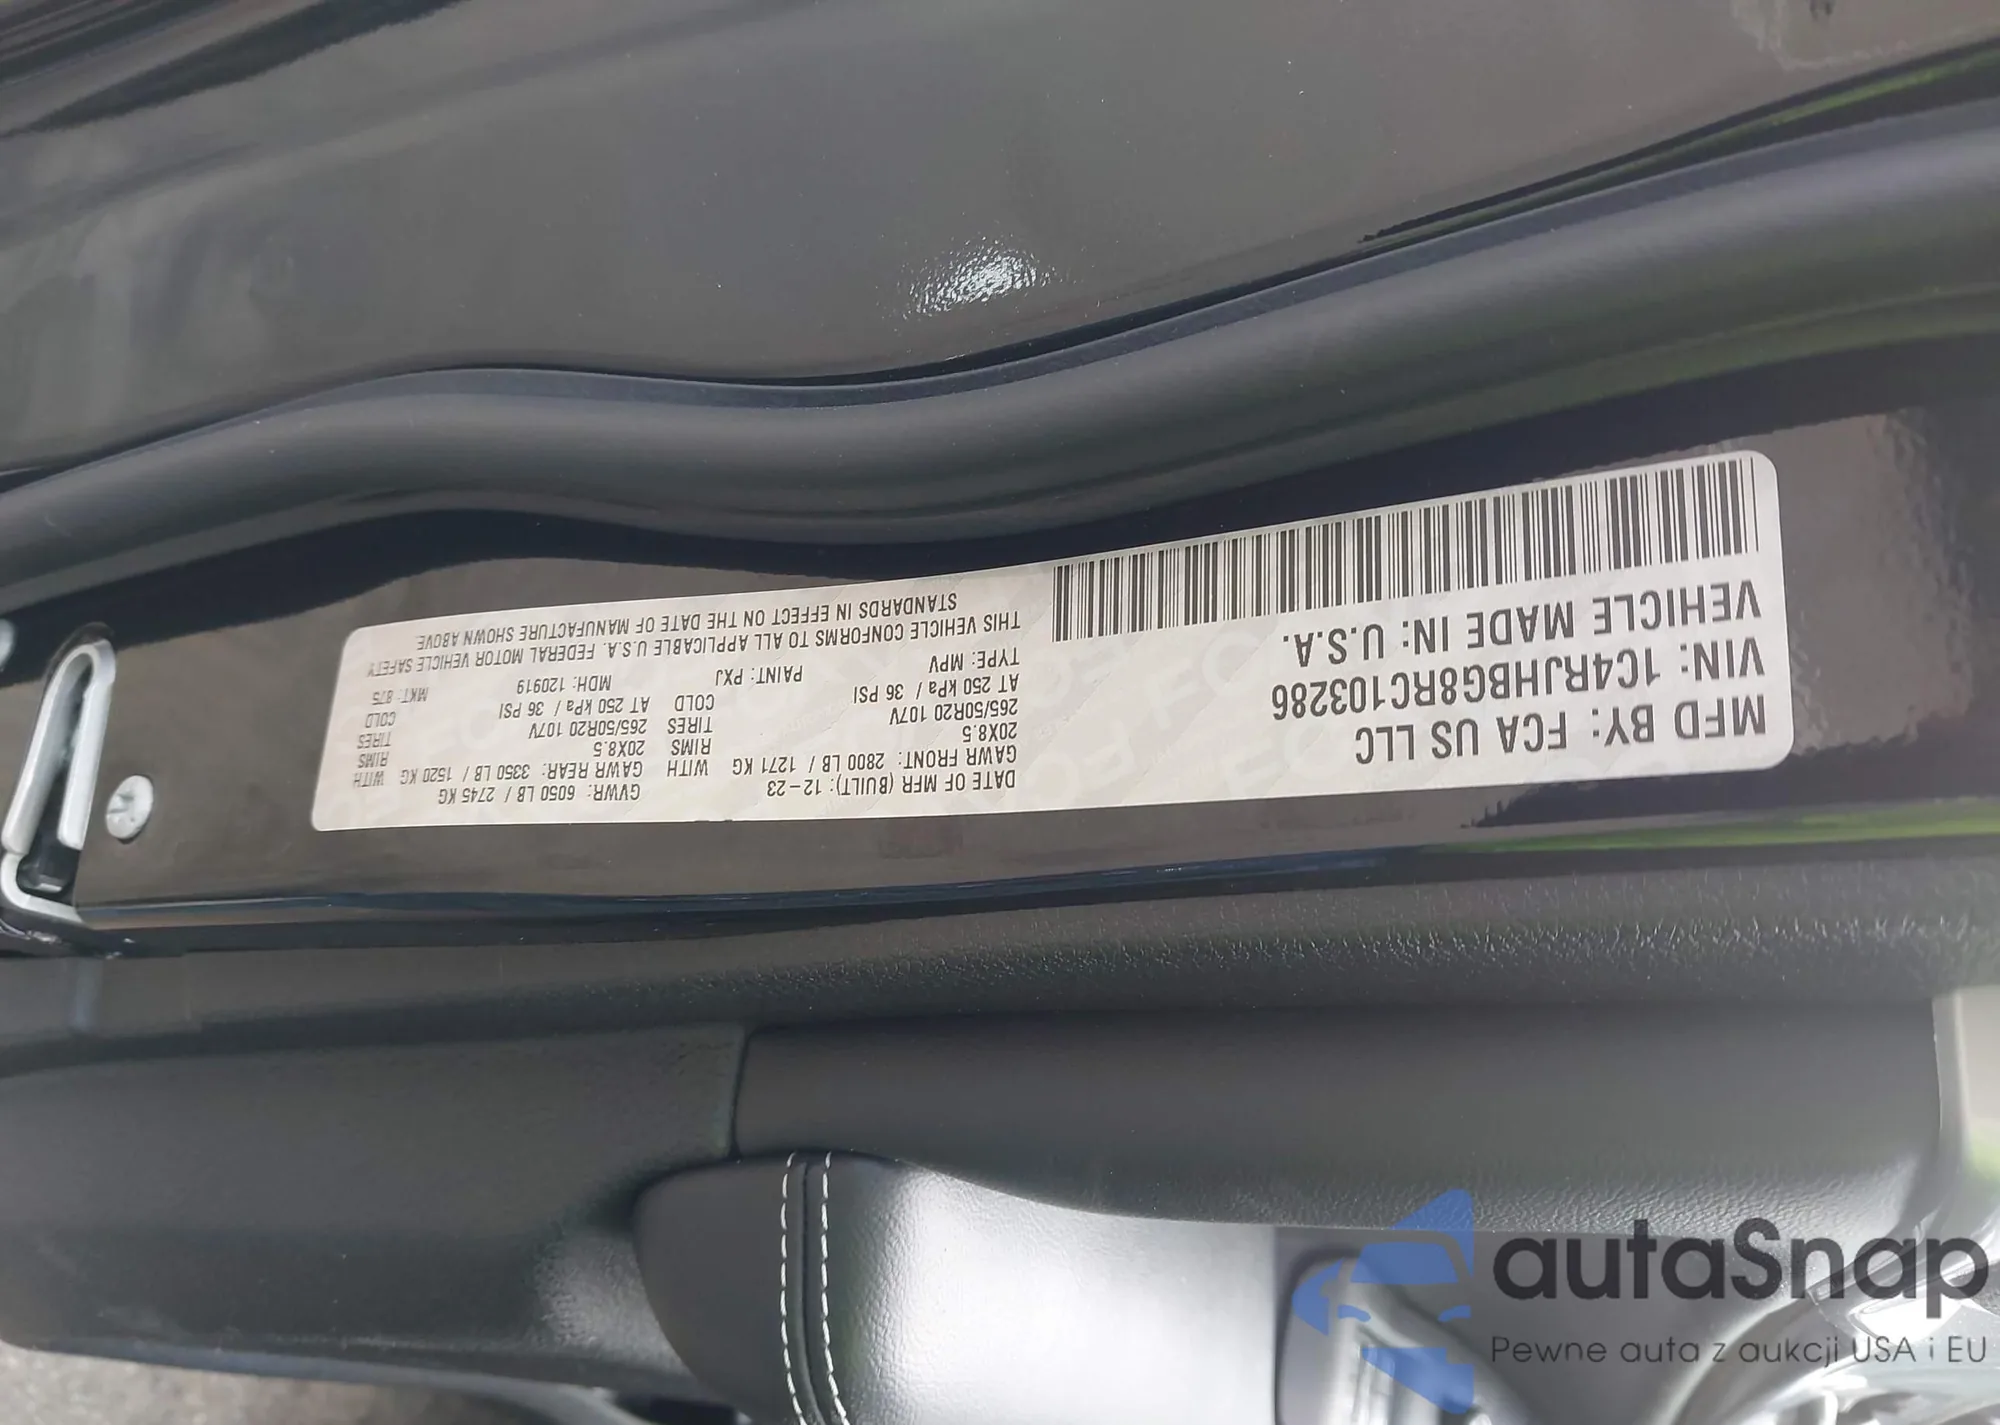 MFD BY: FCA US LLC
VIN: 1C4RJHBG8RC103286
VEHICLE MADE IN: U.S.A.
DATE OF MFR (BUILT): 12-23 GVWR: 6050 LB / 2745 KG
GAWR FRONT: 2800 LB / 1271 KG WITH GAWR REAR: 3350 LB / 1520 KG WITH
20X8.5 RIMS 20X8.5 RIMS
265/50R20 107V TIRES 265/50R20 107V TIRES
AT 250 kPa / 36 PSI COLD AT 250 kPa / 36 PSI COLD
TYPE: MPV PAINT: PXJ MDH: 120919 MKT: 875
THIS VEHICLE CONFORMS TO ALL APPLICABLE U.S.A. FEDERAL MOTOR VEHICLE SAFETY
STANDARDS IN EFFECT ON THE DATE OF MANUFACTURE SHOWN ABOVE
autaSnap
Pewne auta z aukcji USA i EU